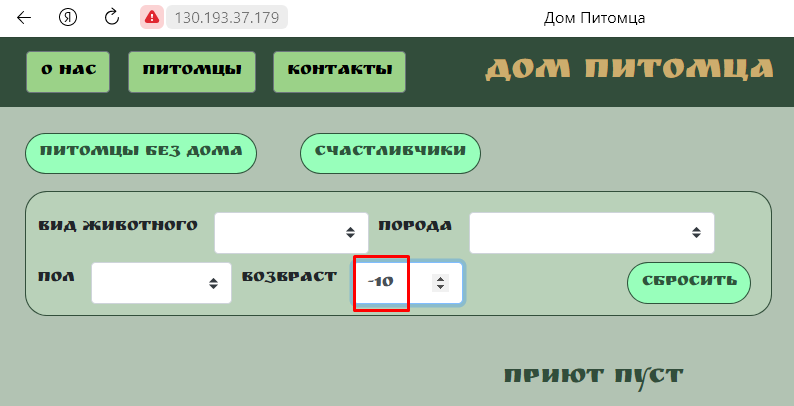 130.193.37.179 Дом Питомца
О НАС ПИТОМЦЫ КОНТАКТЫ ДОМ ПИТОМЦА
ПИТОМЦЫ БЕЗ ДОМА СЧАСТЛИВЧИКИ
ВИД ЖИВОТНОГО ПОРОДА
ПОЛ ВОЗВРАСТ -10 СБРОСИТЬ
ПРИЮТ ПУСТ